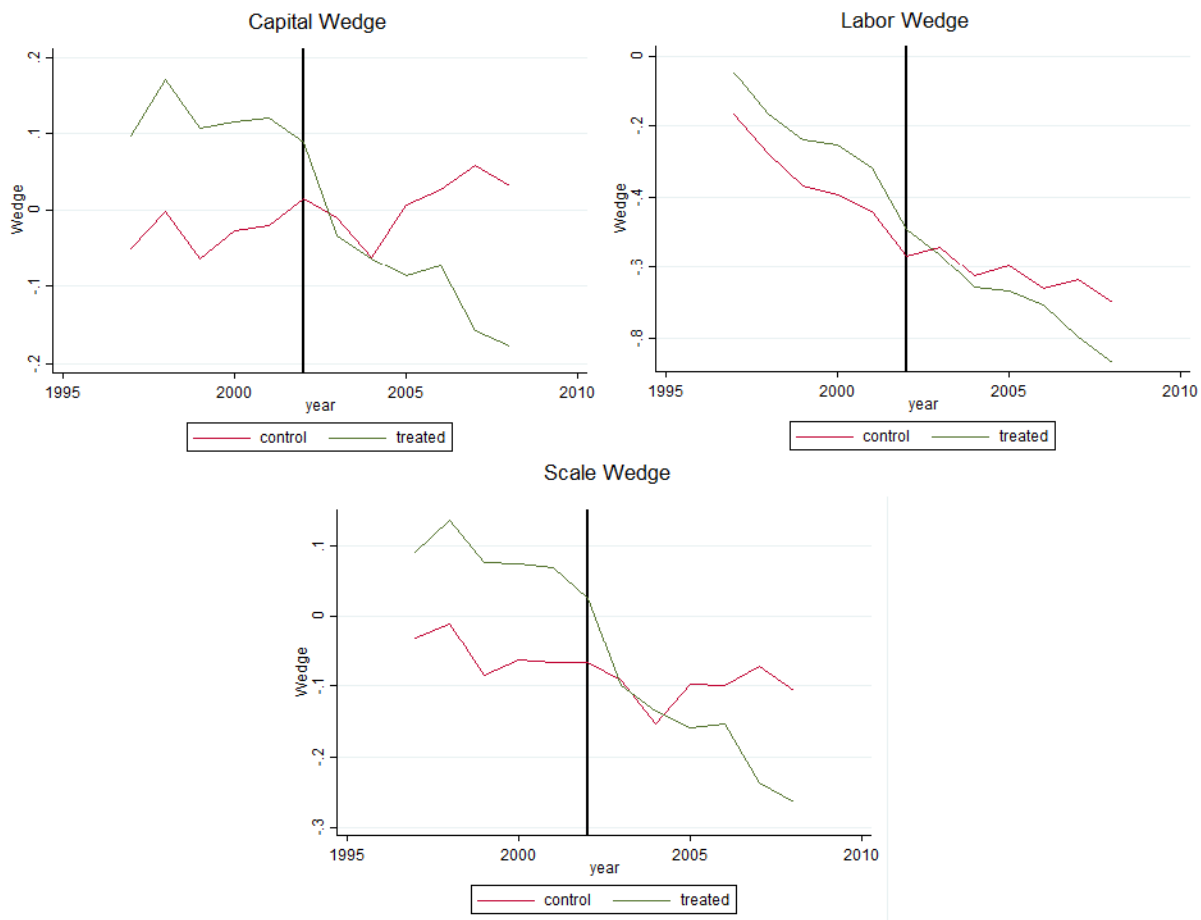 Capital Wedge
.2
.1
0
-.1
-.2
Wedge
1995 2000 2005 2010
year
control treated
Labor Wedge
0
-.2
-.4
-.8
Wedge
1995 2000 2005 2010
year
control treated
Scale Wedge
.1
0
-.1
-.2
-.3
Wedge
1995 2000 2005 2010
year
control treated